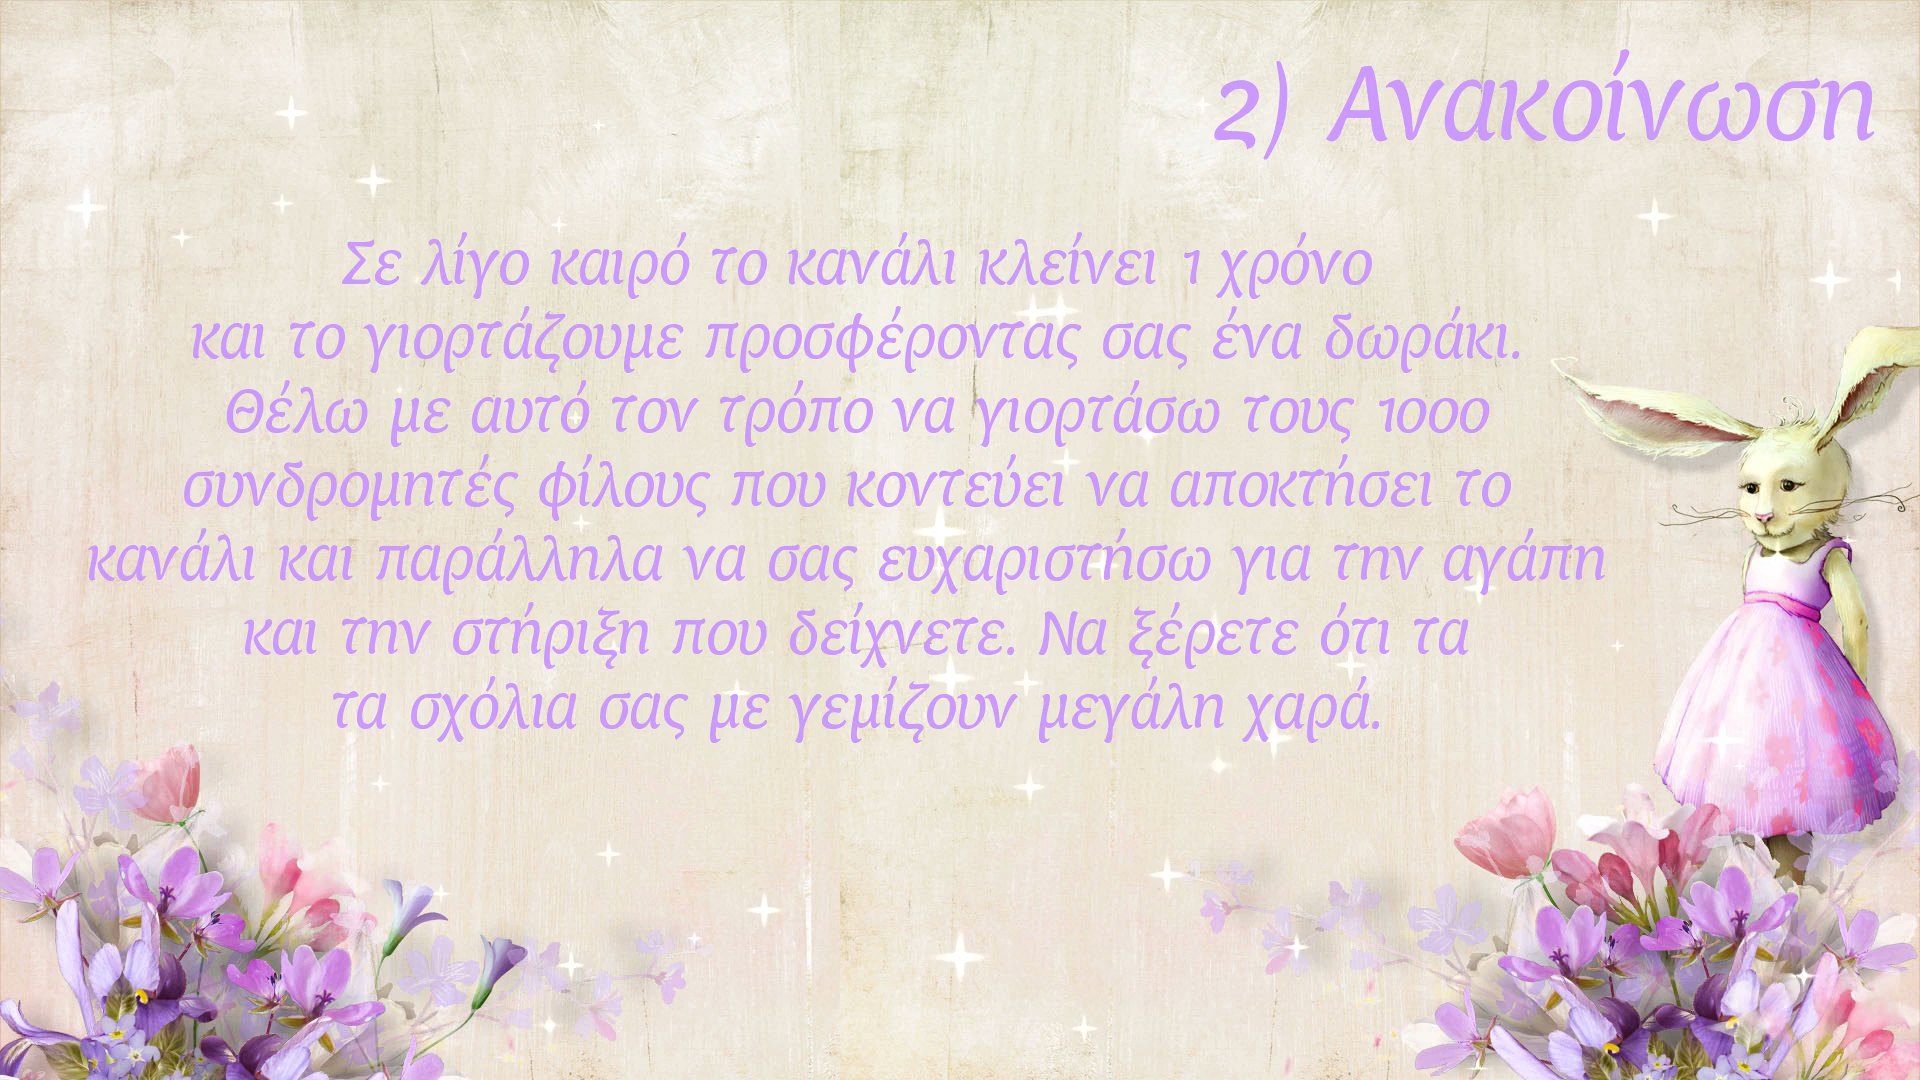 2) Ανακοίνωση
Σε λίγο καιρό το κανάλι κλείνει 1 χρόνο
και το γιορτάζουμε προσφέροντας σας ένα δωράκι.
Θέλω με αυτό τον τρόπο να γιορτάσω τους 1000
συνδρομητές φίλους που κοντεύει να αποκτήσει το
κανάλι και παράλληλα να σας ευχαριστήσω για την αγάπη
και την στήριξη που δείχνετε. Να ξέρετε ότι τα
τα σχόλια σας με γεμίζουν μεγάλη χαρά.